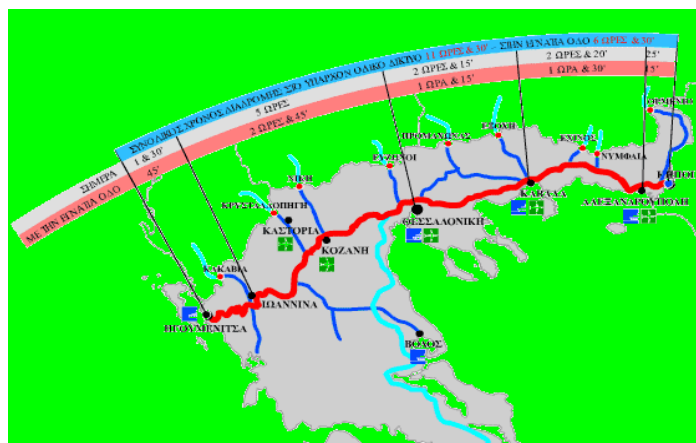 ΣΥΝΟΛΙΚΟΣ ΧΡΟΝΟΣ ΔΙΑΔΡΟΜΗΣ ΣΤΟ ΥΠΑΡΧΟΝ ΟΔΙΚΟ ΔΙΚΤΥΟ 11 ΩΡΕΣ & 30' – ΣΤΗΝ ΕΓΝΑΤΙΑ ΟΔΟ 6 ΩΡΕΣ & 30'
ΣΗΜΕΡΑ 1 & 30' 5 ΩΡΕΣ 2 ΩΡΕΣ & 15' 2 ΩΡΕΣ & 20' 25'
ΜΕ ΤΗΝ ΕΓΝΑΤΙΑ ΟΔΟ 45' 2 ΩΡΕΣ & 45' 1 ΩΡΑ & 15' 1 ΩΡΑ & 30' 15'
ΟΡΜΕΝΙΟ
ΕΞΟΧΗ
ΠΡΟΜΑΧΩΝΑΣ
ΕΧΙΝΟΣ
ΝΥΜΦΑΙΑ
ΕΥΖΩΝΟΙ
ΚΗΠΟΙ
ΝΙΚΗ
ΚΑΒΑΛΑ
ΑΛΕΞΑΝΔΡΟΥΠΟΛΗ
ΚΡΥΣΤΑΛΛΟΠΗΓΗ
ΘΕΣΣΑΛΟΝΙΚΗ
ΚΑΣΤΟΡΙΑ
ΚΟΖΑΝΗ
ΚΑΚΑΒΙΑ
ΙΩΑΝΝΙΝΑ
ΗΓΟΥΜΕΝΙΤΣΑ
ΒΟΛΟΣ